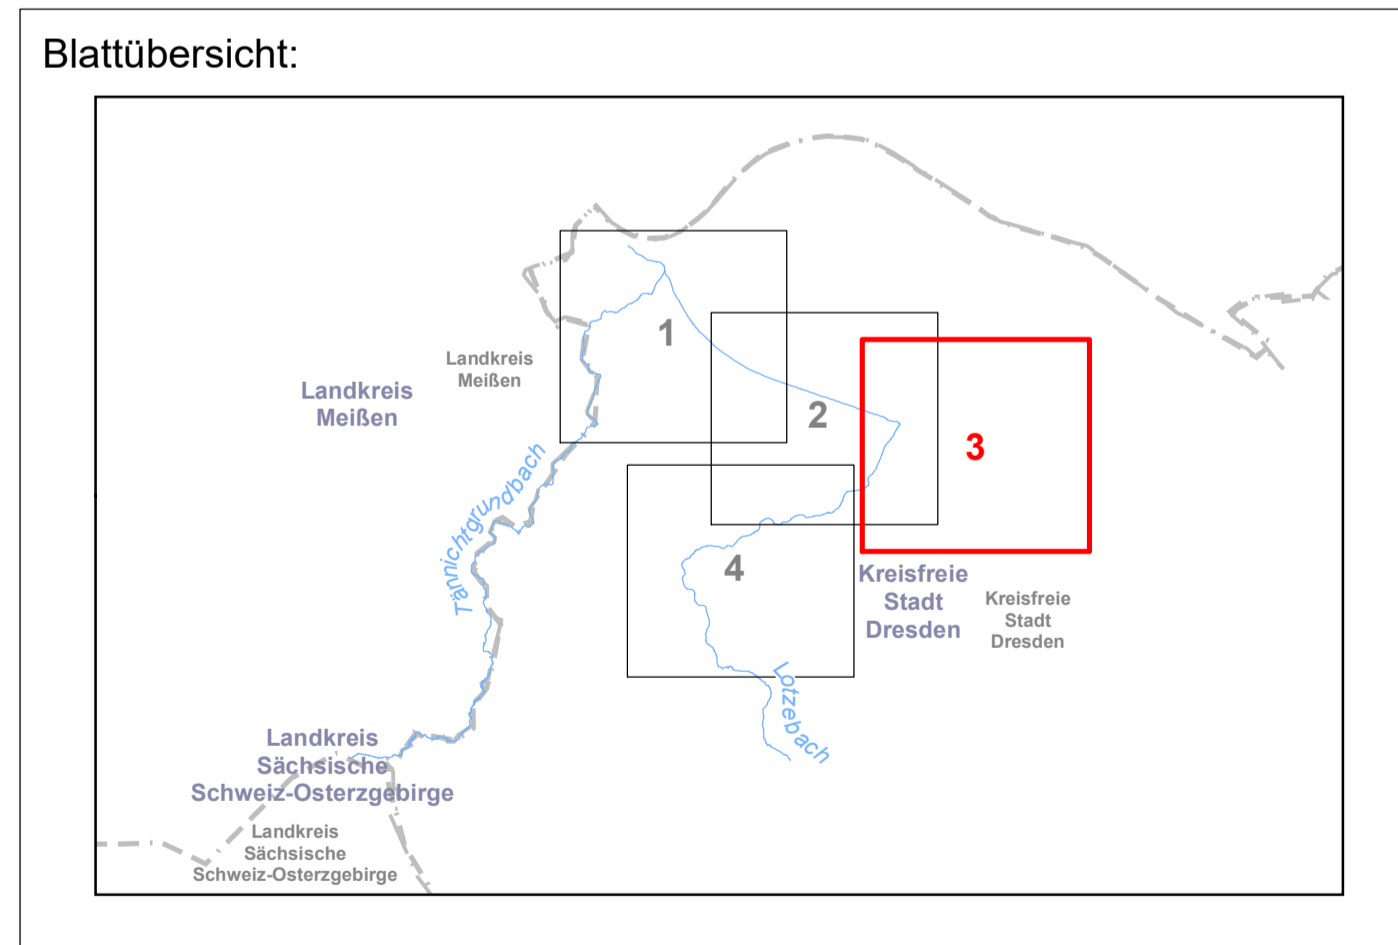 Blattübersicht:
1
Landkreis
Meißen
Landkreis
Meißen
2
3
Tännichtgrundbach
4
Kreisfreie
Stadt
Dresden
Kreisfreie
Stadt
Dresden
Lotzebach
Landkreis
Sächsische
Schweiz-Osterzgebirge
Landkreis
Sächsische
Schweiz-Osterzgebirge